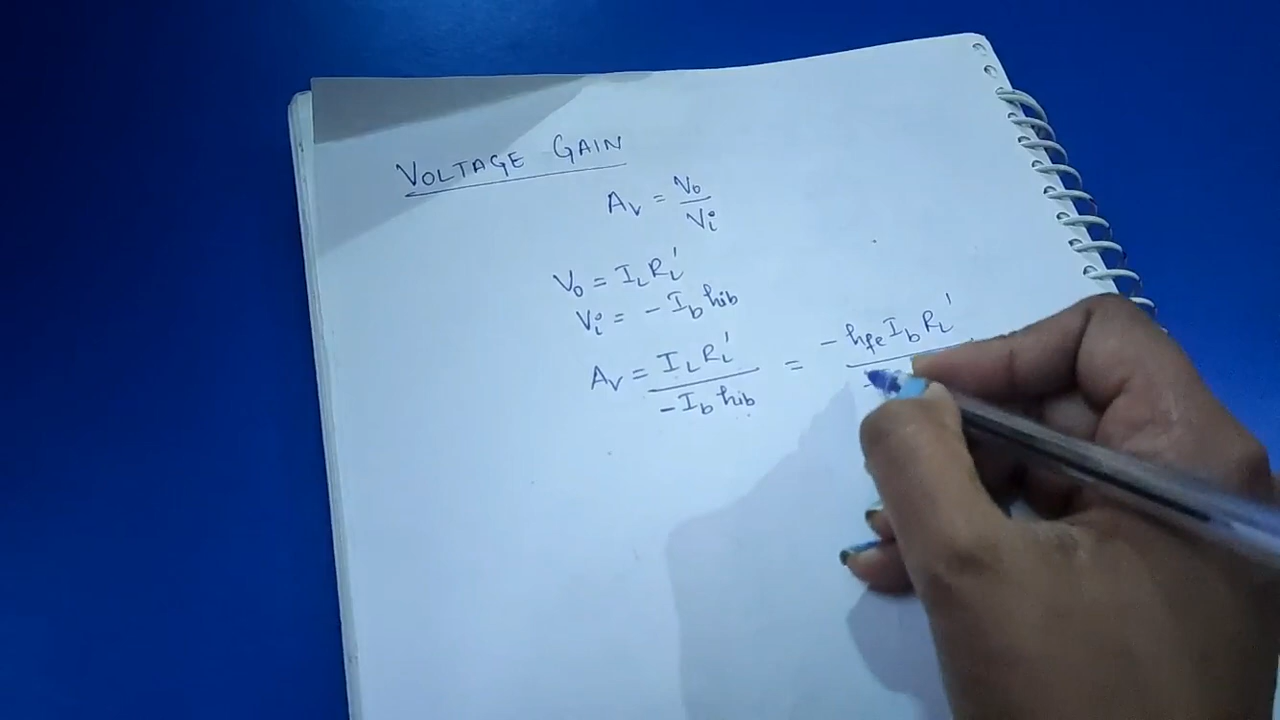 VOLTAGE GAIN
Av = Vo / Vi
Vo = IL RL'
Vi = - Ib hib
Av = IL RL' / - Ib hib = - hfe Ib RL' / -